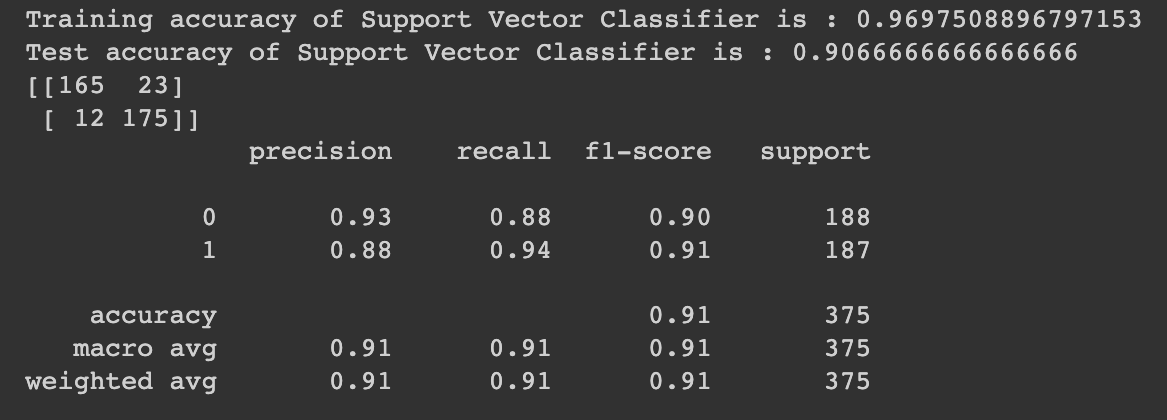 Training accuracy of Support Vector Classifier is : 0.9697508896797153
Test accuracy of Support Vector Classifier is : 0.9066666666666666
[[165  23]
 [ 12 175]]
              precision    recall  f1-score   support

           0       0.93      0.88      0.90       188
           1       0.88      0.94      0.91       187

    accuracy                           0.91       375
   macro avg       0.91      0.91      0.91       375
weighted avg       0.91      0.91      0.91       375